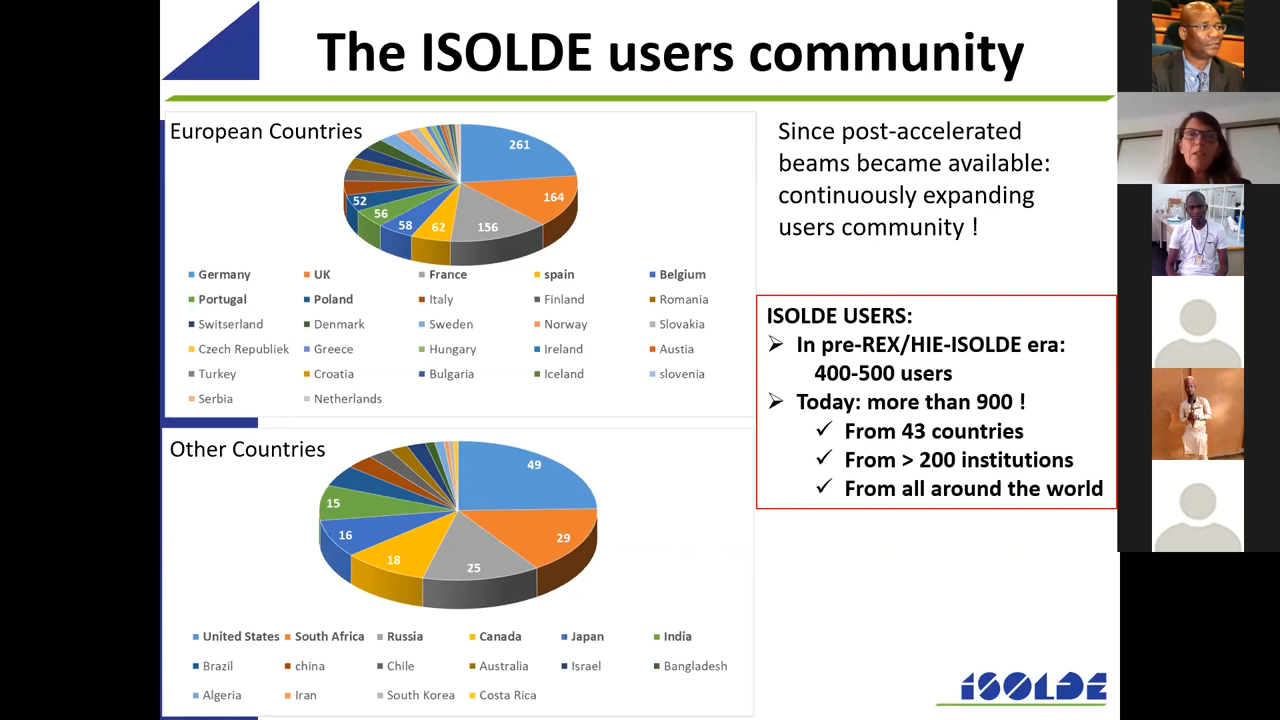 The ISOLDE users community
European Countries
261
164
156
62
58
56
52
Germany UK France spain Belgium
Portugal Poland Italy Finland Romania
Switserland Denmark Sweden Norway Slovakia
Czech Republiek Greece Hungary Ireland Austia
Turkey Croatia Bulgaria Iceland slovenia
Serbia Netherlands
Other Countries
49
29
25
18
16
15
United States South Africa Russia Canada Japan India
Brazil china Chile Australia Israel Bangladesh
Algeria Iran South Korea Costa Rica
Since post-accelerated
beams became available:
continuously expanding
users community !
ISOLDE USERS:
In pre-REX/HIE-ISOLDE era:
400-500 users
Today: more than 900 !
From 43 countries
From > 200 institutions
From all around the world
ISOLDE